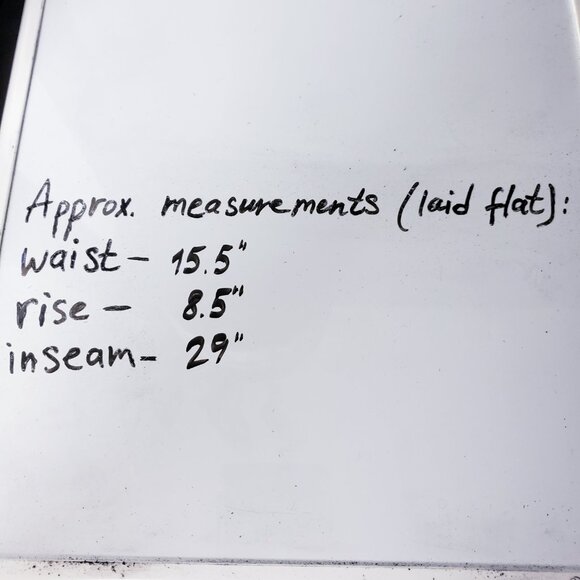 Approx. measurements (laid flat):
waist - 15.5"
rise - 8.5"
inseam - 29"